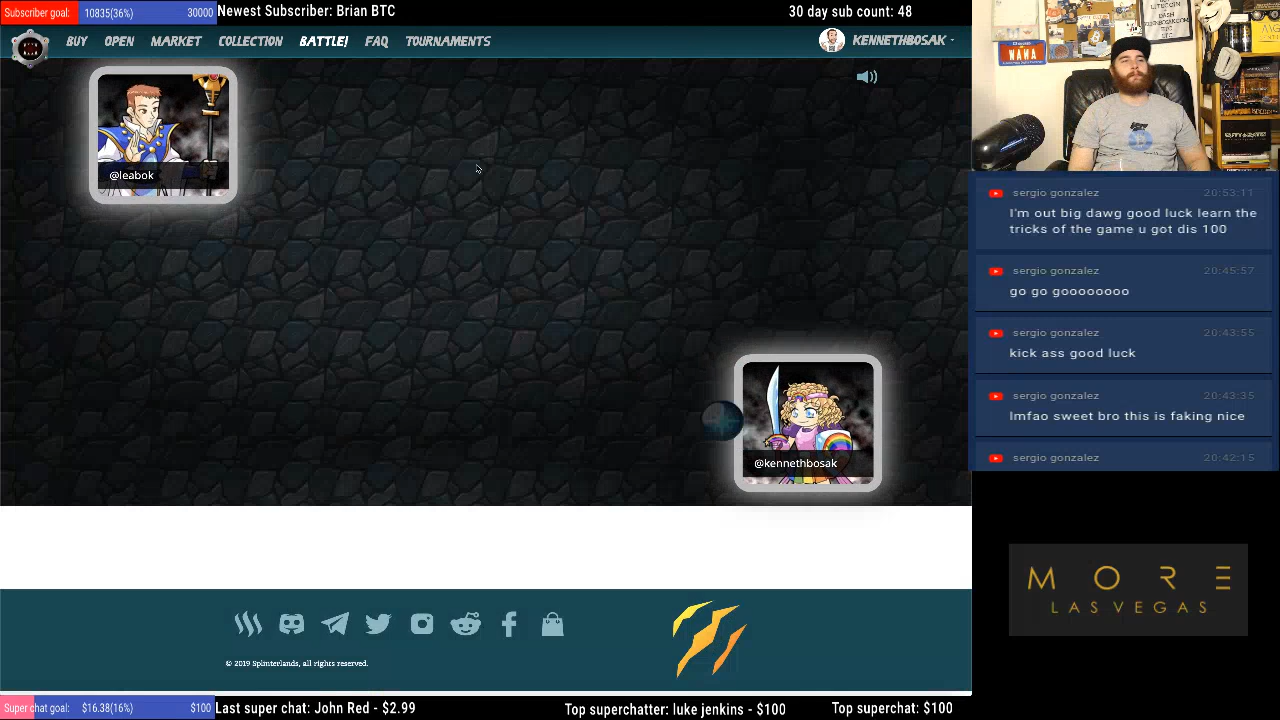 Subscriber goal: 10835(36%) 30000
Newest Subscriber: Brian BTC
30 day sub count: 48
BUY OPEN MARKET COLLECTION BATTLE! FAQ TOURNAMENTS
KENNETHBOSAK
@leabok
@kennethbosak
sergio gonzalez 20:53:11
I'm out big dawg good luck learn the
tricks of the game u got dis 100
sergio gonzalez 20:45:57
go go goooooooo
sergio gonzalez 20:43:55
kick ass good luck
sergio gonzalez 20:43:35
lmfao sweet bro this is faking nice
sergio gonzalez 20:42:15
MORE
LAS VEGAS
© 2019 Splinterlands, all rights reserved.
Super chat goal: $16.38(16%) $100
Last super chat: John Red - $2.99
Top superchatter: luke jenkins - $100
Top superchat: $100